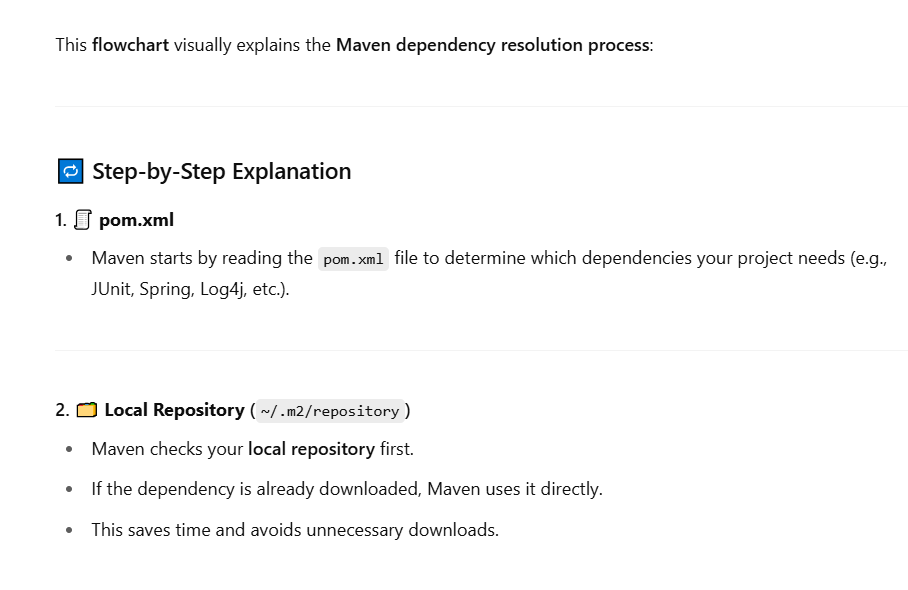 This flowchart visually explains the Maven dependency resolution process:
Step-by-Step Explanation
1. pom.xml
• Maven starts by reading the pom.xml file to determine which dependencies your project needs (e.g.,
JUnit, Spring, Log4j, etc.).
2. Local Repository (~/.m2/repository)
• Maven checks your local repository first.
• If the dependency is already downloaded, Maven uses it directly.
• This saves time and avoids unnecessary downloads.